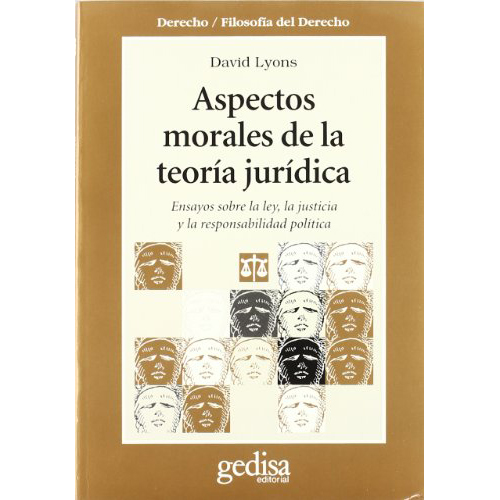 Derecho / Filosofía del Derecho
David Lyons
Aspectos
morales de la
teoría jurídica
Ensayos sobre la ley, la justicia
y la responsabilidad política
gedisa
editorial